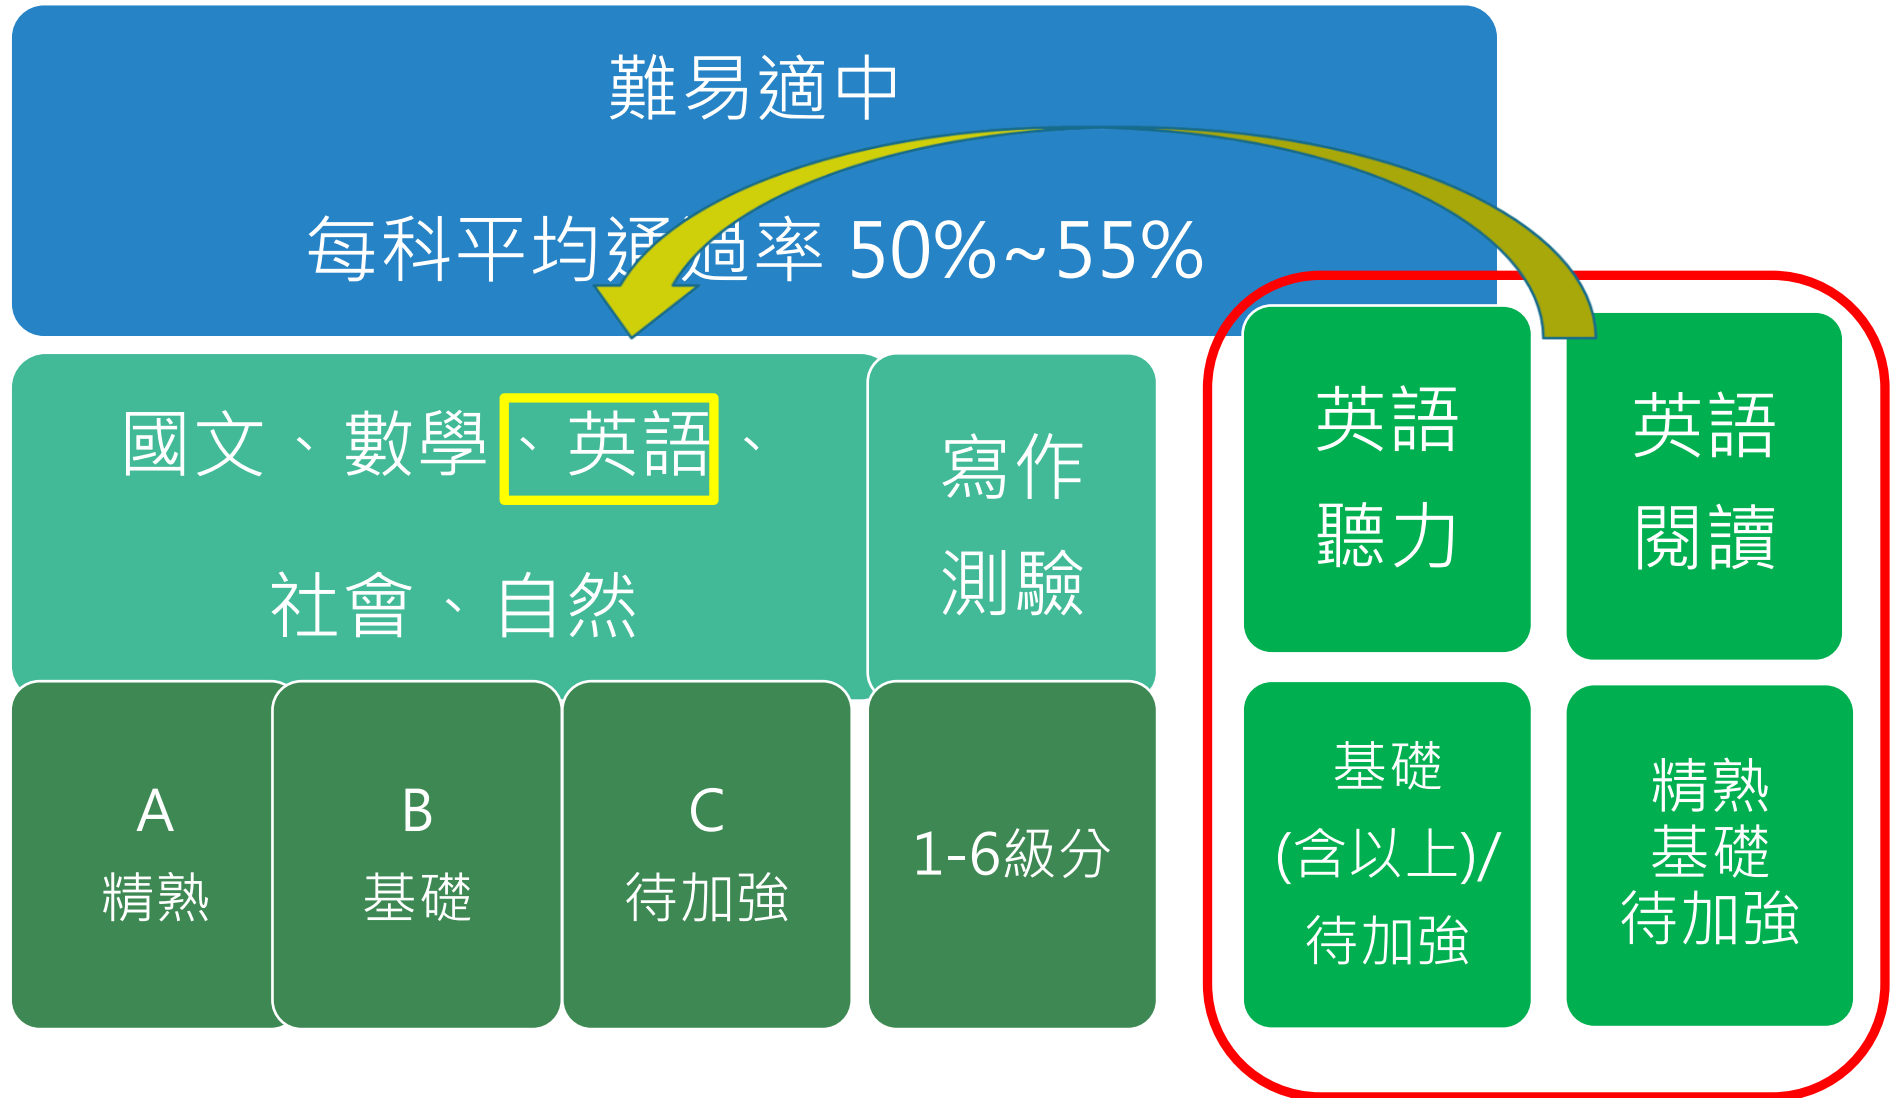 難易適中
每科平均通過率 50%~55%
國文、數學、英語、
社會、自然
寫作
測驗
英語
聽力
英語
閱讀
A
精熟
B
基礎
C
待加強
1-6級分
基礎
(含以上)/
待加強
精熟
基礎
待加強